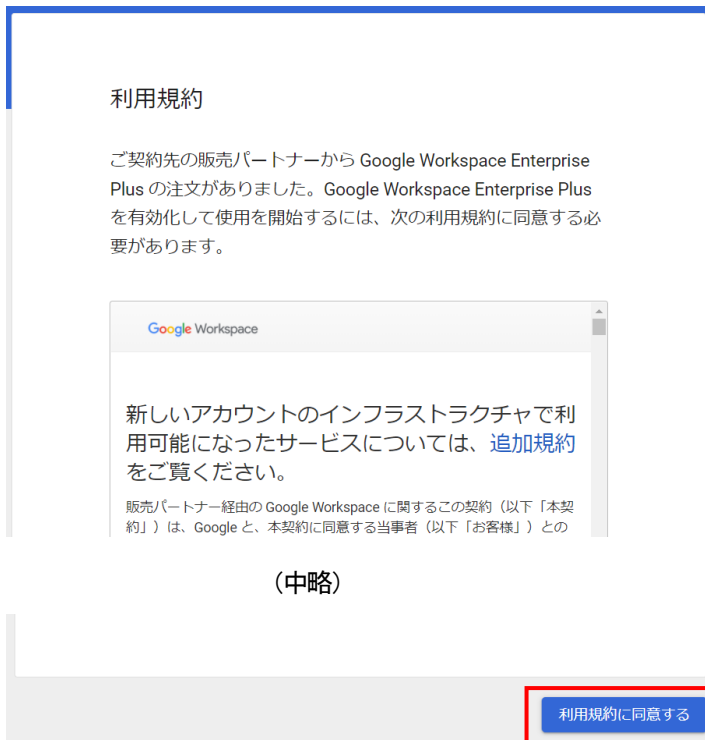 利用規約
ご契約先の販売パートナーから Google Workspace Enterprise
Plus の注文がありました。Google Workspace Enterprise Plus
を有効化して使用を開始するには、次の利用規約に同意する必
要があります。
Google Workspace
新しいアカウントのインフラストラクチャで利
用可能になったサービスについては、追加規約
をご覧ください。
販売パートナー経由の Google Workspace に関するこの契約（以下「本契
約」）は、Google と、本契約に同意する当事者（以下「お客様」）との
（中略）
利用規約に同意する